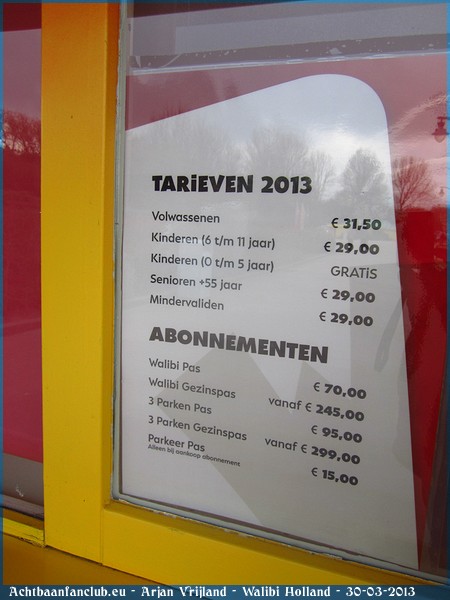 TARiEVEN 2013
Volwassenen € 31,50
Kinderen (6 t/m 11 jaar) € 29,00
Kinderen (0 t/m 5 jaar) GRATiS
Senioren +55 jaar € 29,00
Mindervaliden € 29,00
ABONNEMENTEN
Walibi Pas € 70,00
Walibi Gezinspas vanaf € 245,00
3 Parken Pas € 95,00
3 Parken Gezinspas vanaf € 299,00
Parkeer Pas € 15,00
Alleen bij aankoop abonnement
Achtbaanfanclub.eu - Arjan Vrijland - Walibi Holland - 30-03-2013